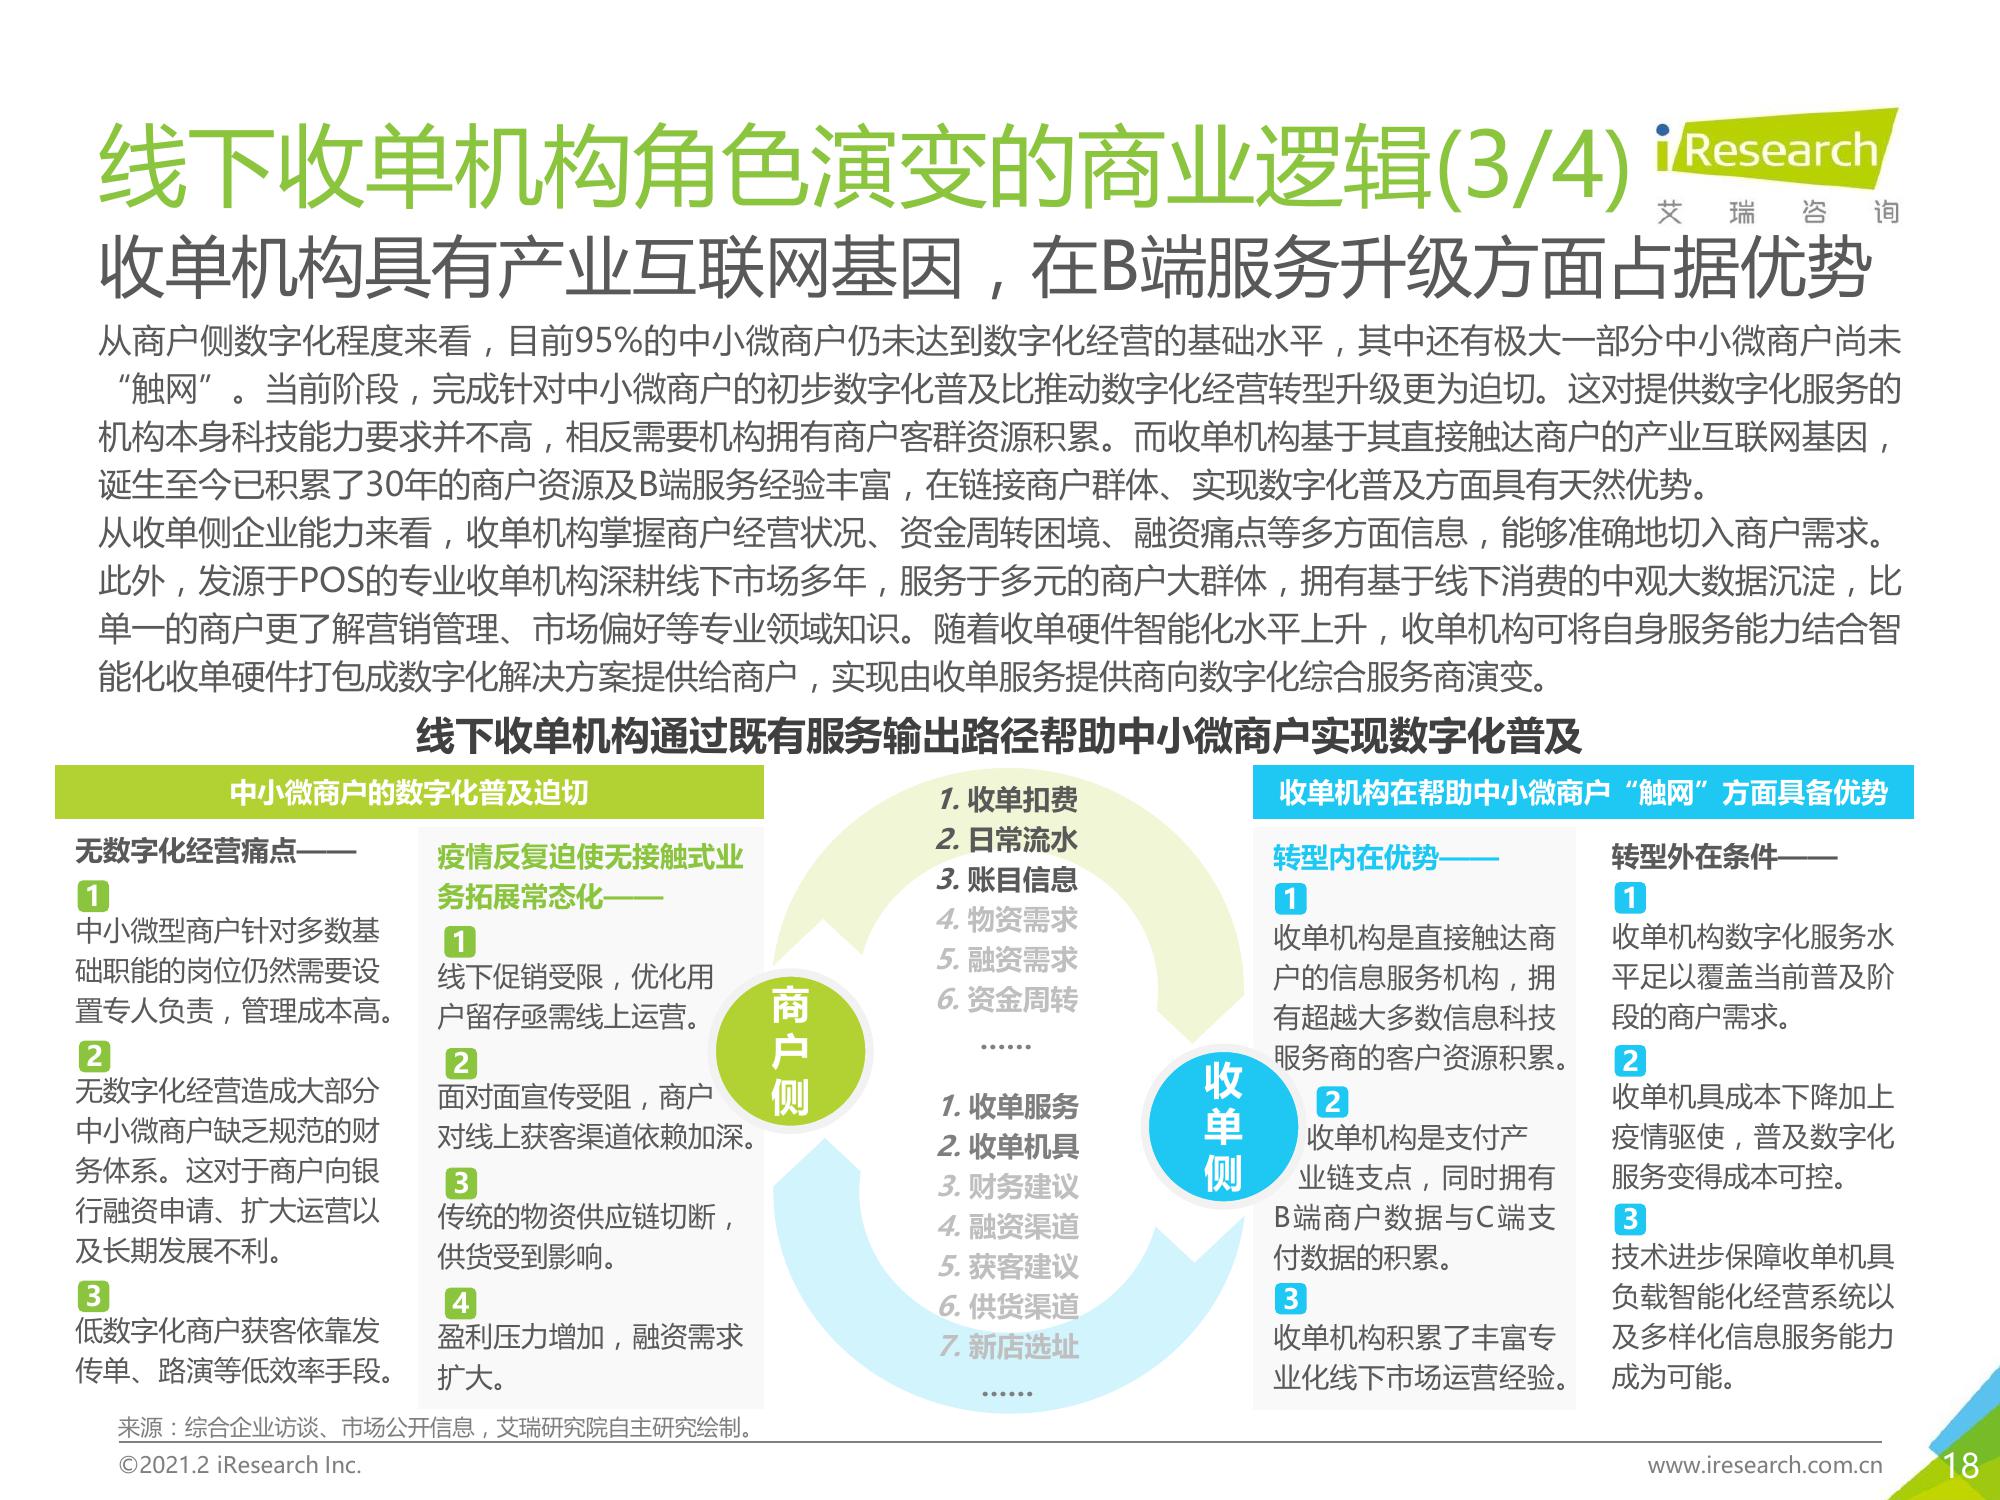 线下收单机构角色演变的商业逻辑(3/4)
iResearch
艾瑞咨询
收单机构具有产业互联网基因，在B端服务升级方面占据优势
从商户侧数字化程度来看，目前95%的中小微商户仍未达到数字化经营的基础水平，其中还有极大一部分中小微商户尚未
“触网”。当前阶段，完成针对中小微商户的初步数字化普及比推动数字化经营转型升级更为迫切。这对提供数字化服务的
机构本身科技能力要求并不高，相反需要机构拥有商户客群资源积累。而收单机构基于其直接触达商户的产业互联网基因，
诞生至今已积累了30年的商户资源及B端服务经验丰富，在链接商户群体、实现数字化普及方面具有天然优势。
从收单侧企业能力来看，收单机构掌握商户经营状况、资金周转困境、融资痛点等多方面信息，能够准确地切入商户需求。
此外，发源于POS的专业收单机构深耕线下市场多年，服务于多元的商户大群体，拥有基于线下消费的中观大数据沉淀，比
单一的商户更了解营销管理、市场偏好等专业领域知识。随着收单硬件智能化水平上升，收单机构可将自身服务能力结合智
能化收单硬件打包成数字化解决方案提供给商户，实现由收单服务提供商向数字化综合服务商演变。
线下收单机构通过既有服务输出路径帮助中小微商户实现数字化普及
中小微商户的数字化普及迫切
无数字化经营痛点——
1
中小微型商户针对多数基
础职能的岗位仍然需要设
置专人负责，管理成本高。
2
无数字化经营造成大部分
中小微商户缺乏规范的财
务体系。这对于商户向银
行融资申请、扩大运营以
及长期发展不利。
3
低数字化商户获客依靠发
传单、路演等低效率手段。
疫情反复迫使无接触式业
务拓展常态化——
1
线下促销受限，优化用
户留存亟需线上运营。
2
面对面宣传受阻，商户
对线上获客渠道依赖加深。
3
传统的物资供应链切断，
供货受到影响。
4
盈利压力增加，融资需求
扩大。
商
户
侧
1. 收单扣费
2. 日常流水
3. 账目信息
4. 物资需求
5. 融资需求
6. 资金周转
……
1. 收单服务
2. 收单机具
3. 财务建议
4. 融资渠道
5. 获客建议
6. 供货渠道
7. 新店选址
……
收
单
侧
收单机构在帮助中小微商户“触网”方面具备优势
转型内在优势——
1
收单机构是直接触达商
户的信息服务机构，拥
有超越大多数信息科技
服务商的客户资源积累。
2
收单机构是支付产
业链支点，同时拥有
B端商户数据与C端支
付数据的积累。
3
收单机构积累了丰富专
业化线下市场运营经验。
转型外在条件——
1
收单机构数字化服务水
平足以覆盖当前普及阶
段的商户需求。
2
收单机具成本下降加上
疫情驱使，普及数字化
服务变得成本可控。
3
技术进步保障收单机具
负载智能化经营系统以
及多样化信息服务能力
成为可能。
来源：综合企业访谈、市场公开信息，艾瑞研究院自主研究绘制。
©2021.2 iResearch Inc.
www.iresearch.com.cn
18